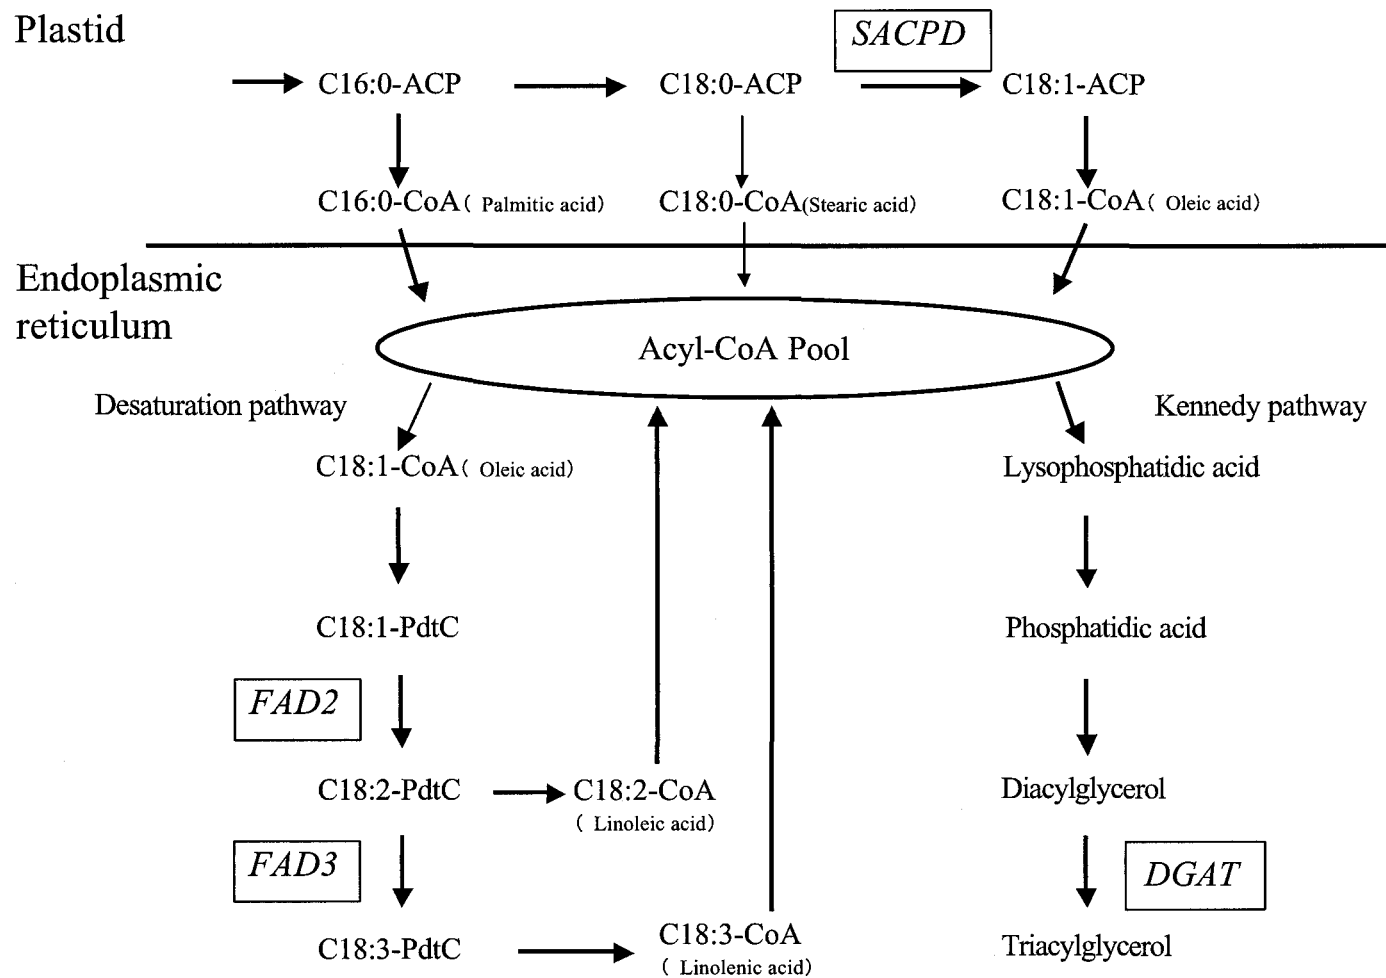 Plastid
SACPD
C16:0-ACP
C18:0-ACP
C18:1-ACP
C16:0-CoA( Palmitic acid)
C18:0-CoA(Stearic acid)
C18:1-CoA( Oleic acid)
Endoplasmic
reticulum
Acyl-CoA Pool
Desaturation pathway
Kennedy pathway
C18:1-CoA( Oleic acid)
Lysophosphatidic acid
C18:1-PdtC
Phosphatidic acid
FAD2
C18:2-PdtC
C18:2-CoA
( Linoleic acid)
Diacylglycerol
FAD3
DGAT
C18:3-PdtC
C18:3-CoA
( Linolenic acid)
Triacylglycerol